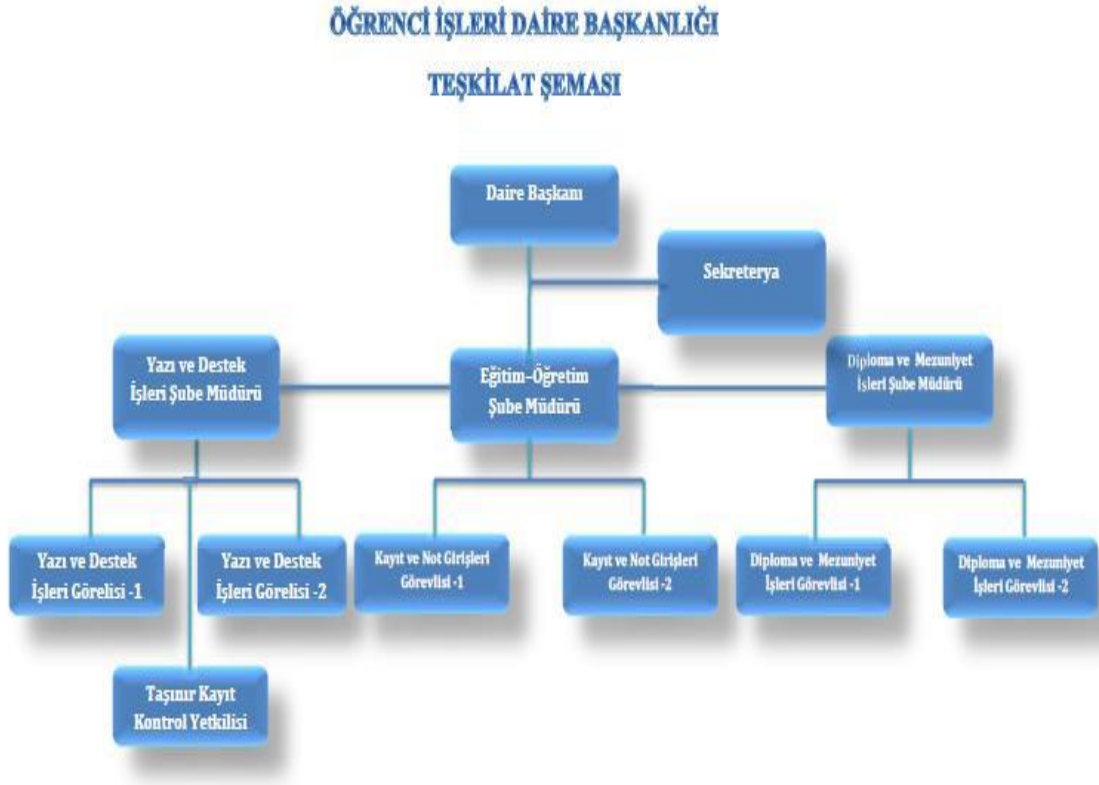 ÖĞRENCİ İŞLERİ DAİRE BAŞKANLIĞI
TEŞKİLAT ŞEMASI
Daire Başkanı
Sekreterya
Yazı ve Destek
İşleri Şube Müdürü
Eğitim-Öğretim
Şube Müdürü
Diploma ve Mezuniyet
İşleri Şube Müdürü
Yazı ve Destek
İşleri Görelisi -1
Yazı ve Destek
İşleri Görelisi -2
Kayıt ve Not Girişleri
Görevlisi -1
Kayıt ve Not Girişleri
Görevlisi -2
Diploma ve Mezuniyet
İşleri Görevlisi -1
Diploma ve Mezuniyet
İşleri Görevlisi -2
Taşınır Kayıt
Kontrol Yetkilisi